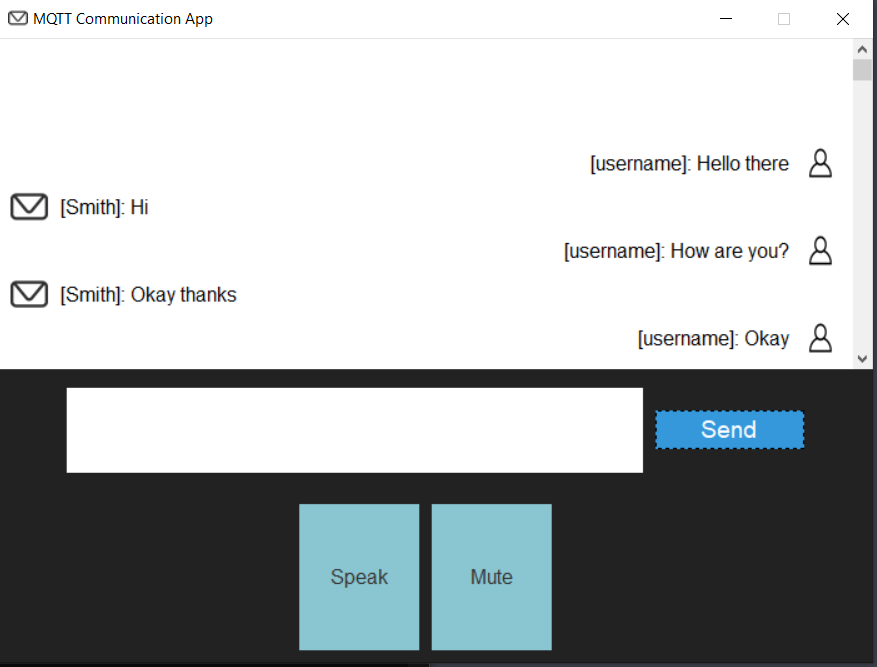 MQTT Communication App
[username]: Hello there
[Smith]: Hi
[username]: How are you?
[Smith]: Okay thanks
[username]: Okay
Send
Speak
Mute